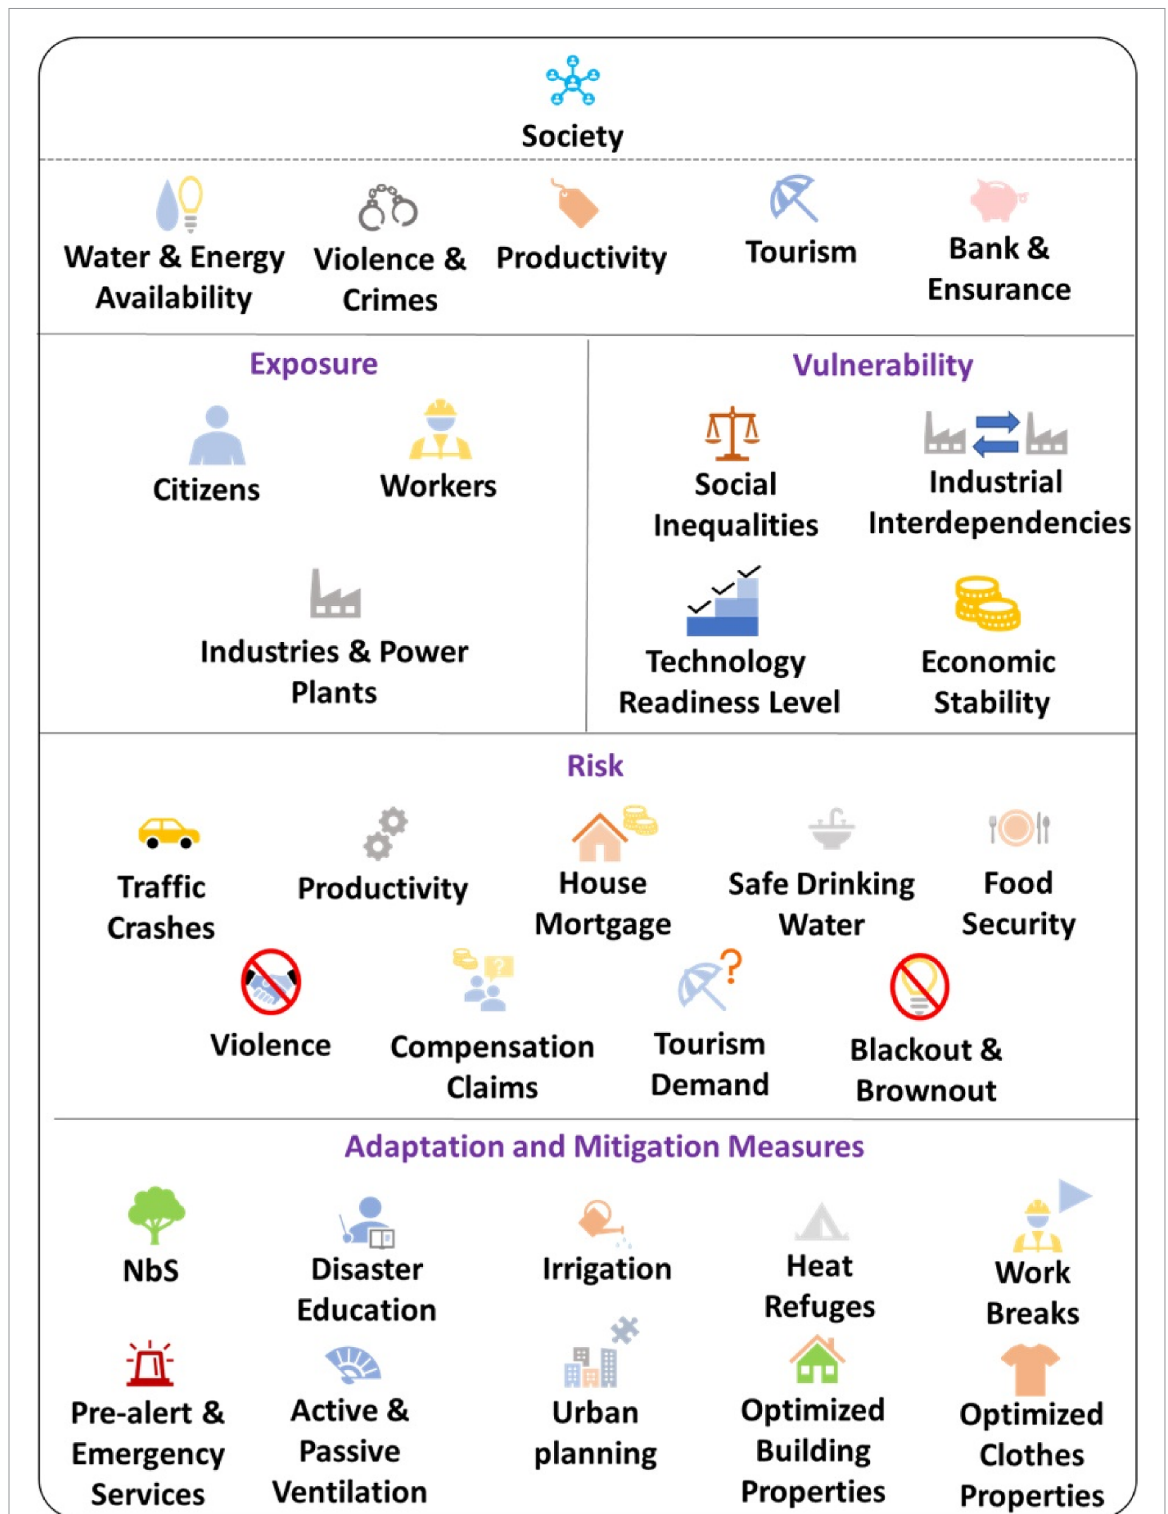 Society
Water & Energy
Availability
Violence &
Crimes
Productivity
Tourism
Bank &
Ensurance
Exposure
Citizens
Workers
Industries & Power
Plants
Vulnerability
Social
Inequalities
Industrial
Interdependencies
Technology
Readiness Level
Economic
Stability
Risk
Traffic
Crashes
Productivity
House
Mortgage
Safe Drinking
Water
Food
Security
Violence
Compensation
Claims
Tourism
Demand
Blackout &
Brownout
Adaptation and Mitigation Measures
NbS
Disaster
Education
Irrigation
Heat
Refuges
Work
Breaks
Pre-alert &
Emergency
Services
Active &
Passive
Ventilation
Urban
planning
Optimized
Building
Properties
Optimized
Clothes
Properties